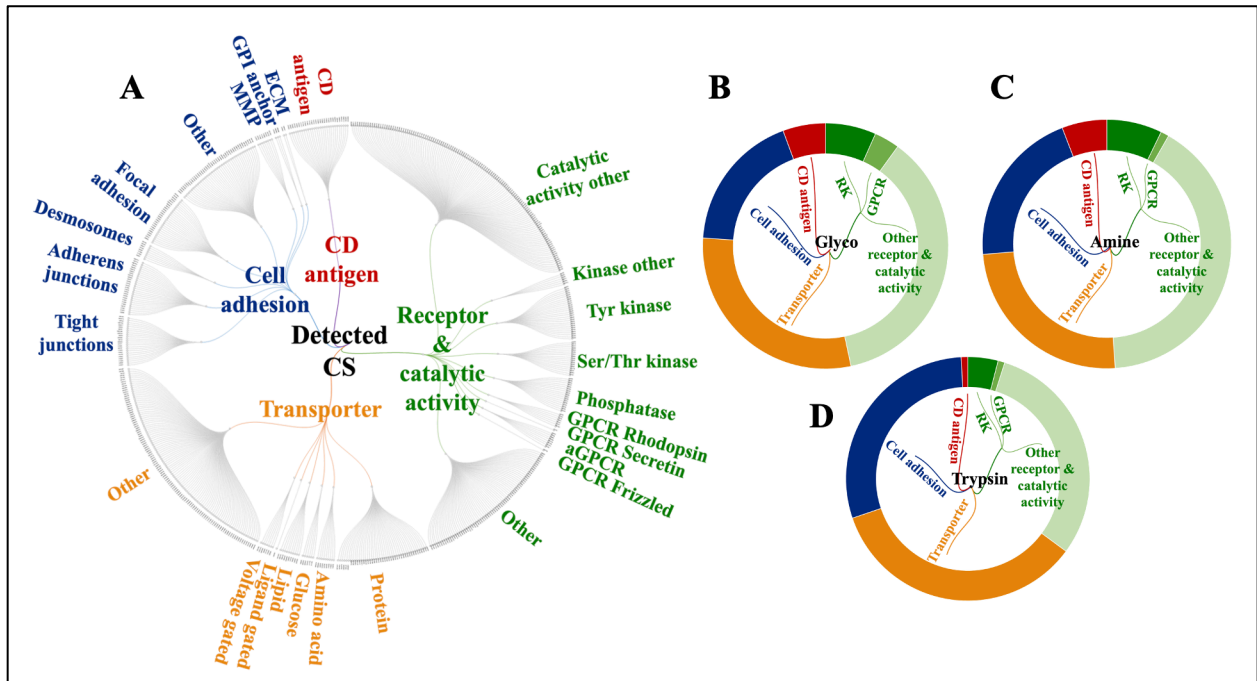 A
CD
antigen
ECM
GPI anchor
MMP
Other
Focal
adhesion
Desmosomes
Adherens
junctions
Tight
junctions
Cell
adhesion
CD
antigen
Detected
CS
Receptor
&
catalytic
activity
Transporter
Catalytic
activity other
Kinase other
Tyr kinase
Ser/Thr kinase
Phosphatase
GPCR Rhodopsin
GPCR Secretin
aGPCR
GPCR Frizzled
Other
Protein
Amino acid
Glucose
Lipid
Ligand gated
Voltage gated
Other
B
CD antigen
RK
GPCR
Cell adhesion
Glyco
Transporter
Other
receptor &
catalytic
activity
C
CD antigen
RK
GPCR
Cell adhesion
Amine
Transporter
Other
receptor &
catalytic
activity
D
CD antigen
RK
GPCR
Cell adhesion
Trypsin
Transporter
Other
receptor &
catalytic
activity